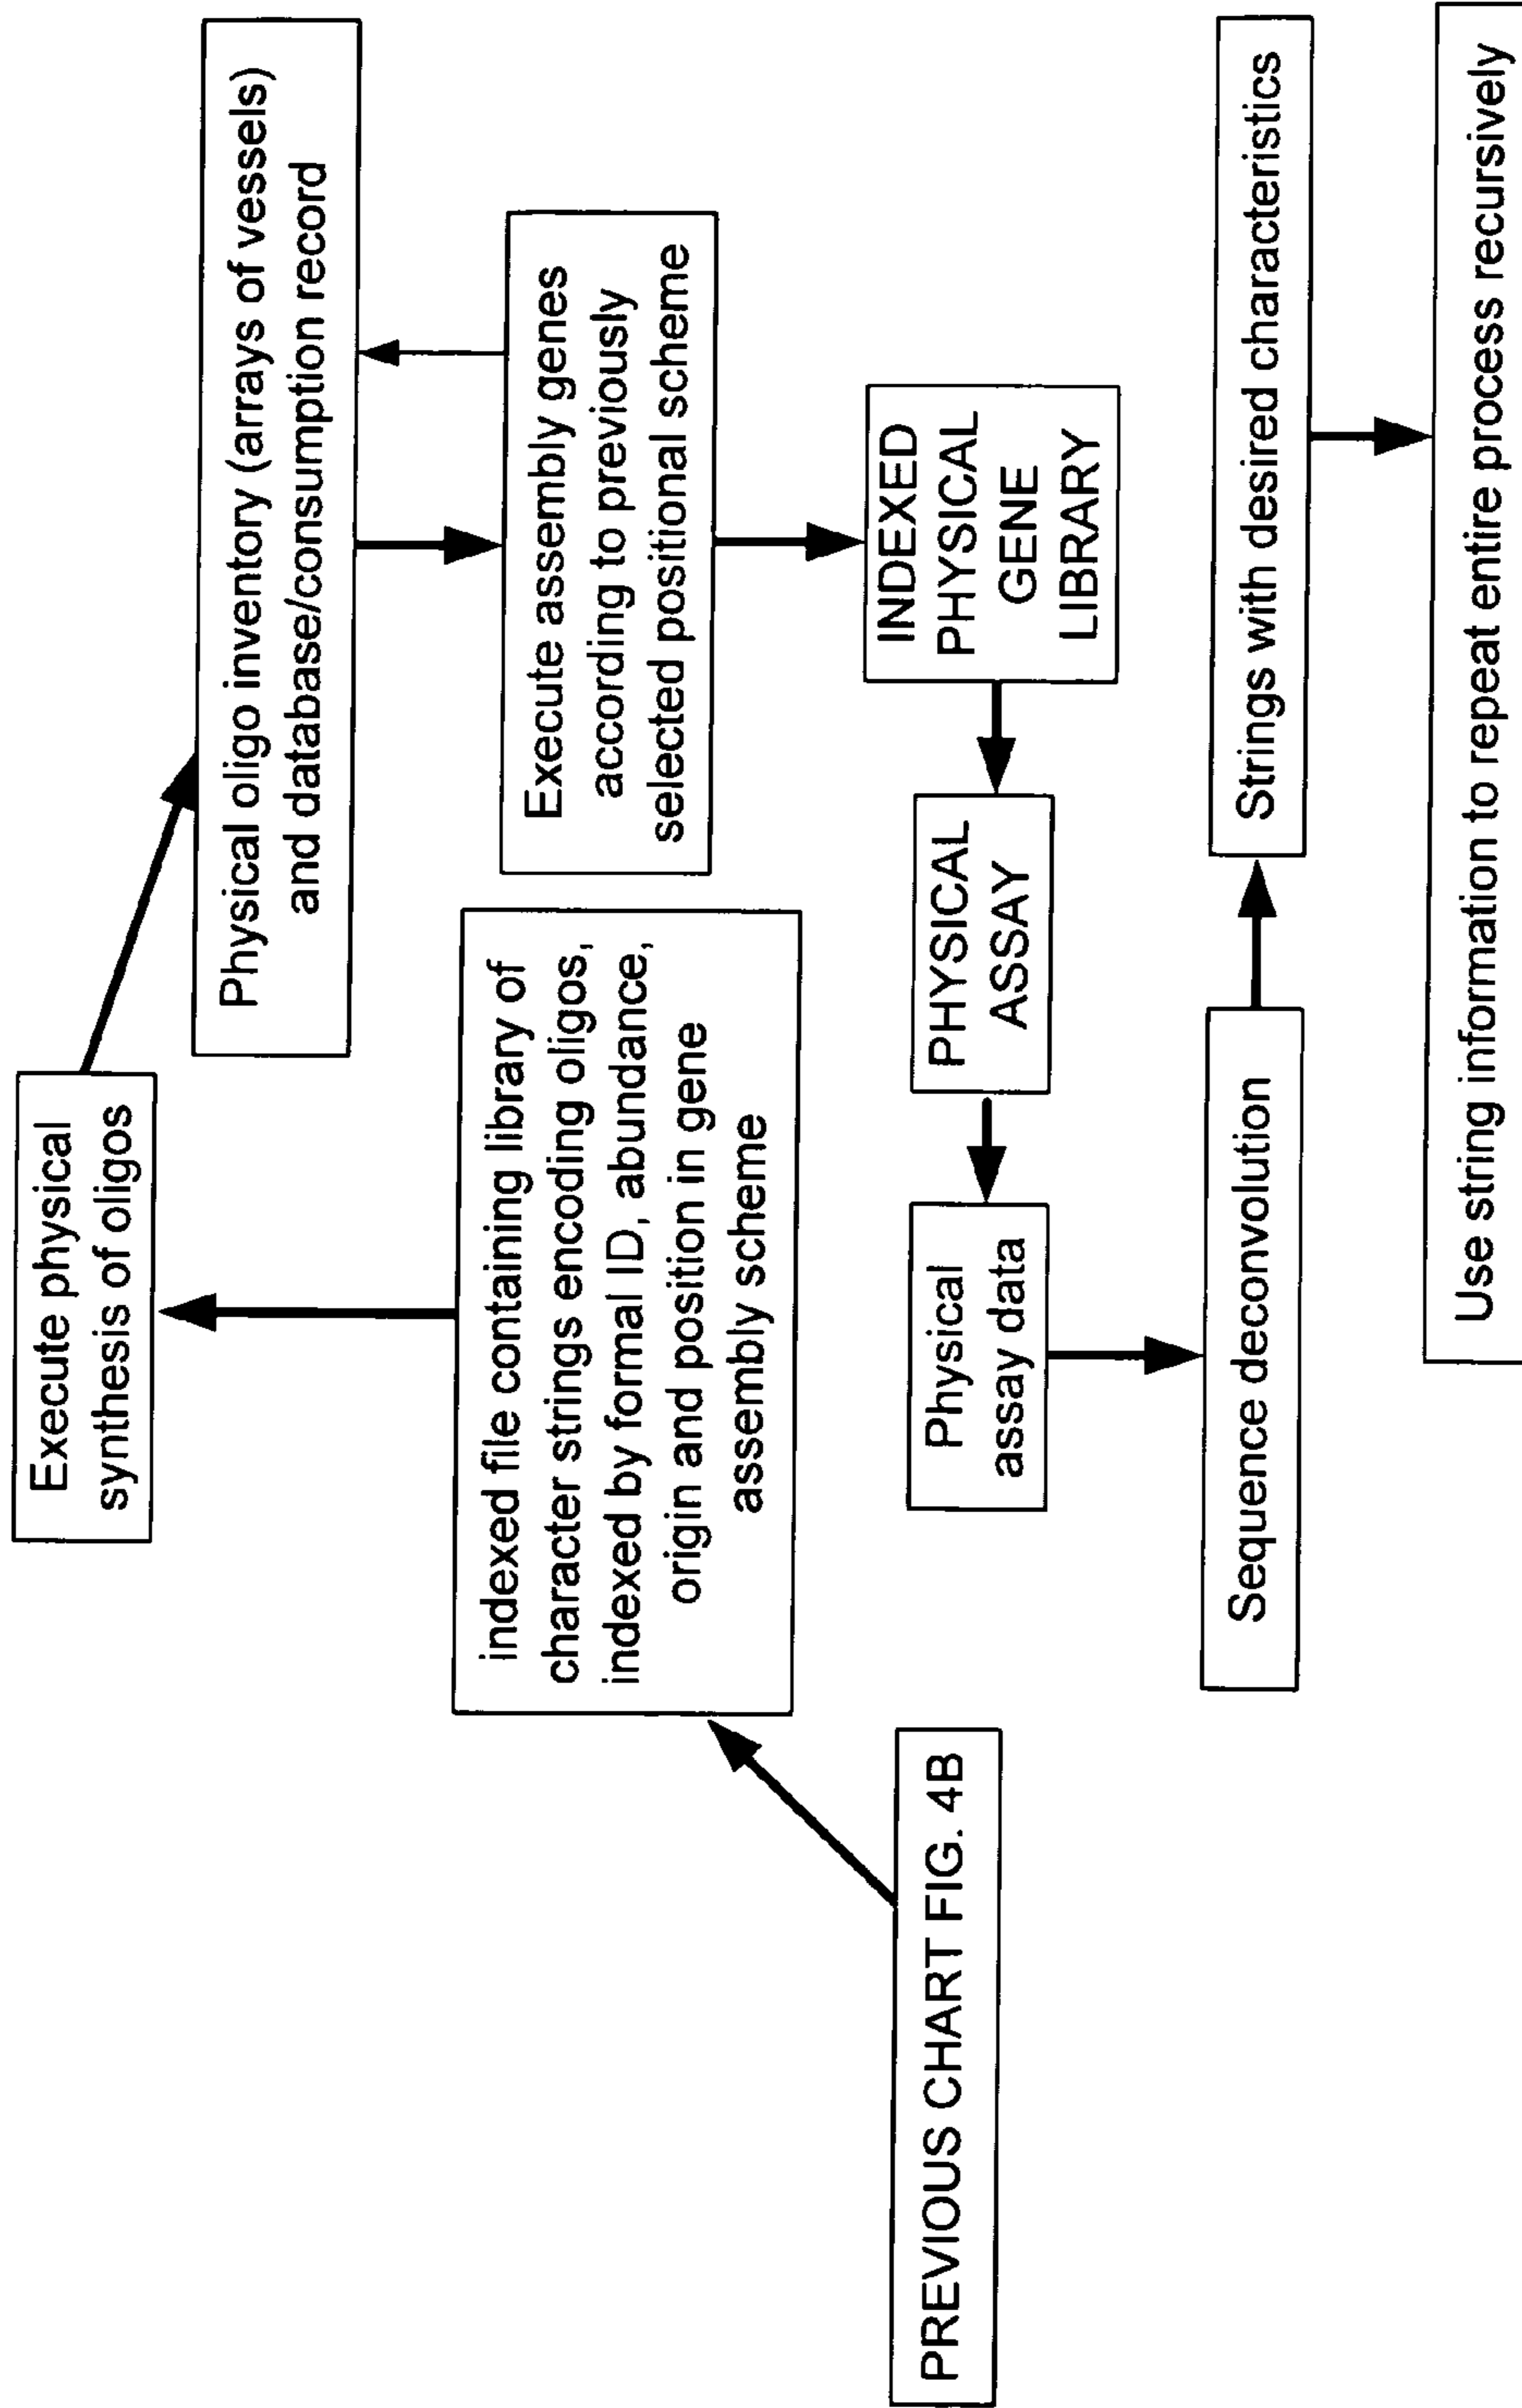 Execute physical
synthesis of oligos
Physical oligo inventory (arrays of vessels)
and database/consumption record
indexed file containing library of
character strings encoding oligos,
indexed by formal ID, abundance,
origin and position in gene
assembly scheme
Execute assembly genes
according to previously
selected positional scheme
PREVIOUS CHART FIG. 4B
INDEXED
PHYSICAL
GENE
LIBRARY
PHYSICAL
ASSAY
Physical
assay data
Sequence deconvolution
Strings with desired characteristics
Use string information to repeat entire process recursively